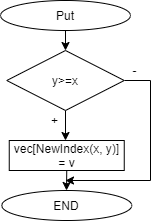 Put
y>=x
-
+
vec[NewIndex(x, y)]
= v
END